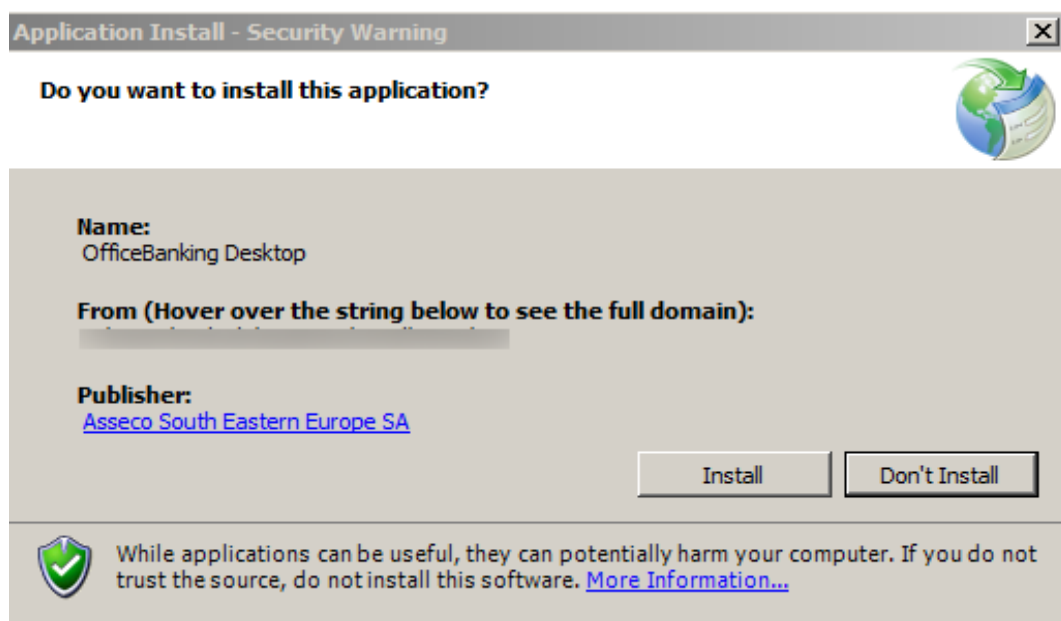 Application Install - Security Warning
Do you want to install this application?
Name:
OfficeBanking Desktop
From (Hover over the string below to see the full domain):
Publisher:
Asseco South Eastern Europe SA
Install
Don't Install
While applications can be useful, they can potentially harm your computer. If you do not
trust the source, do not install this software. More Information...